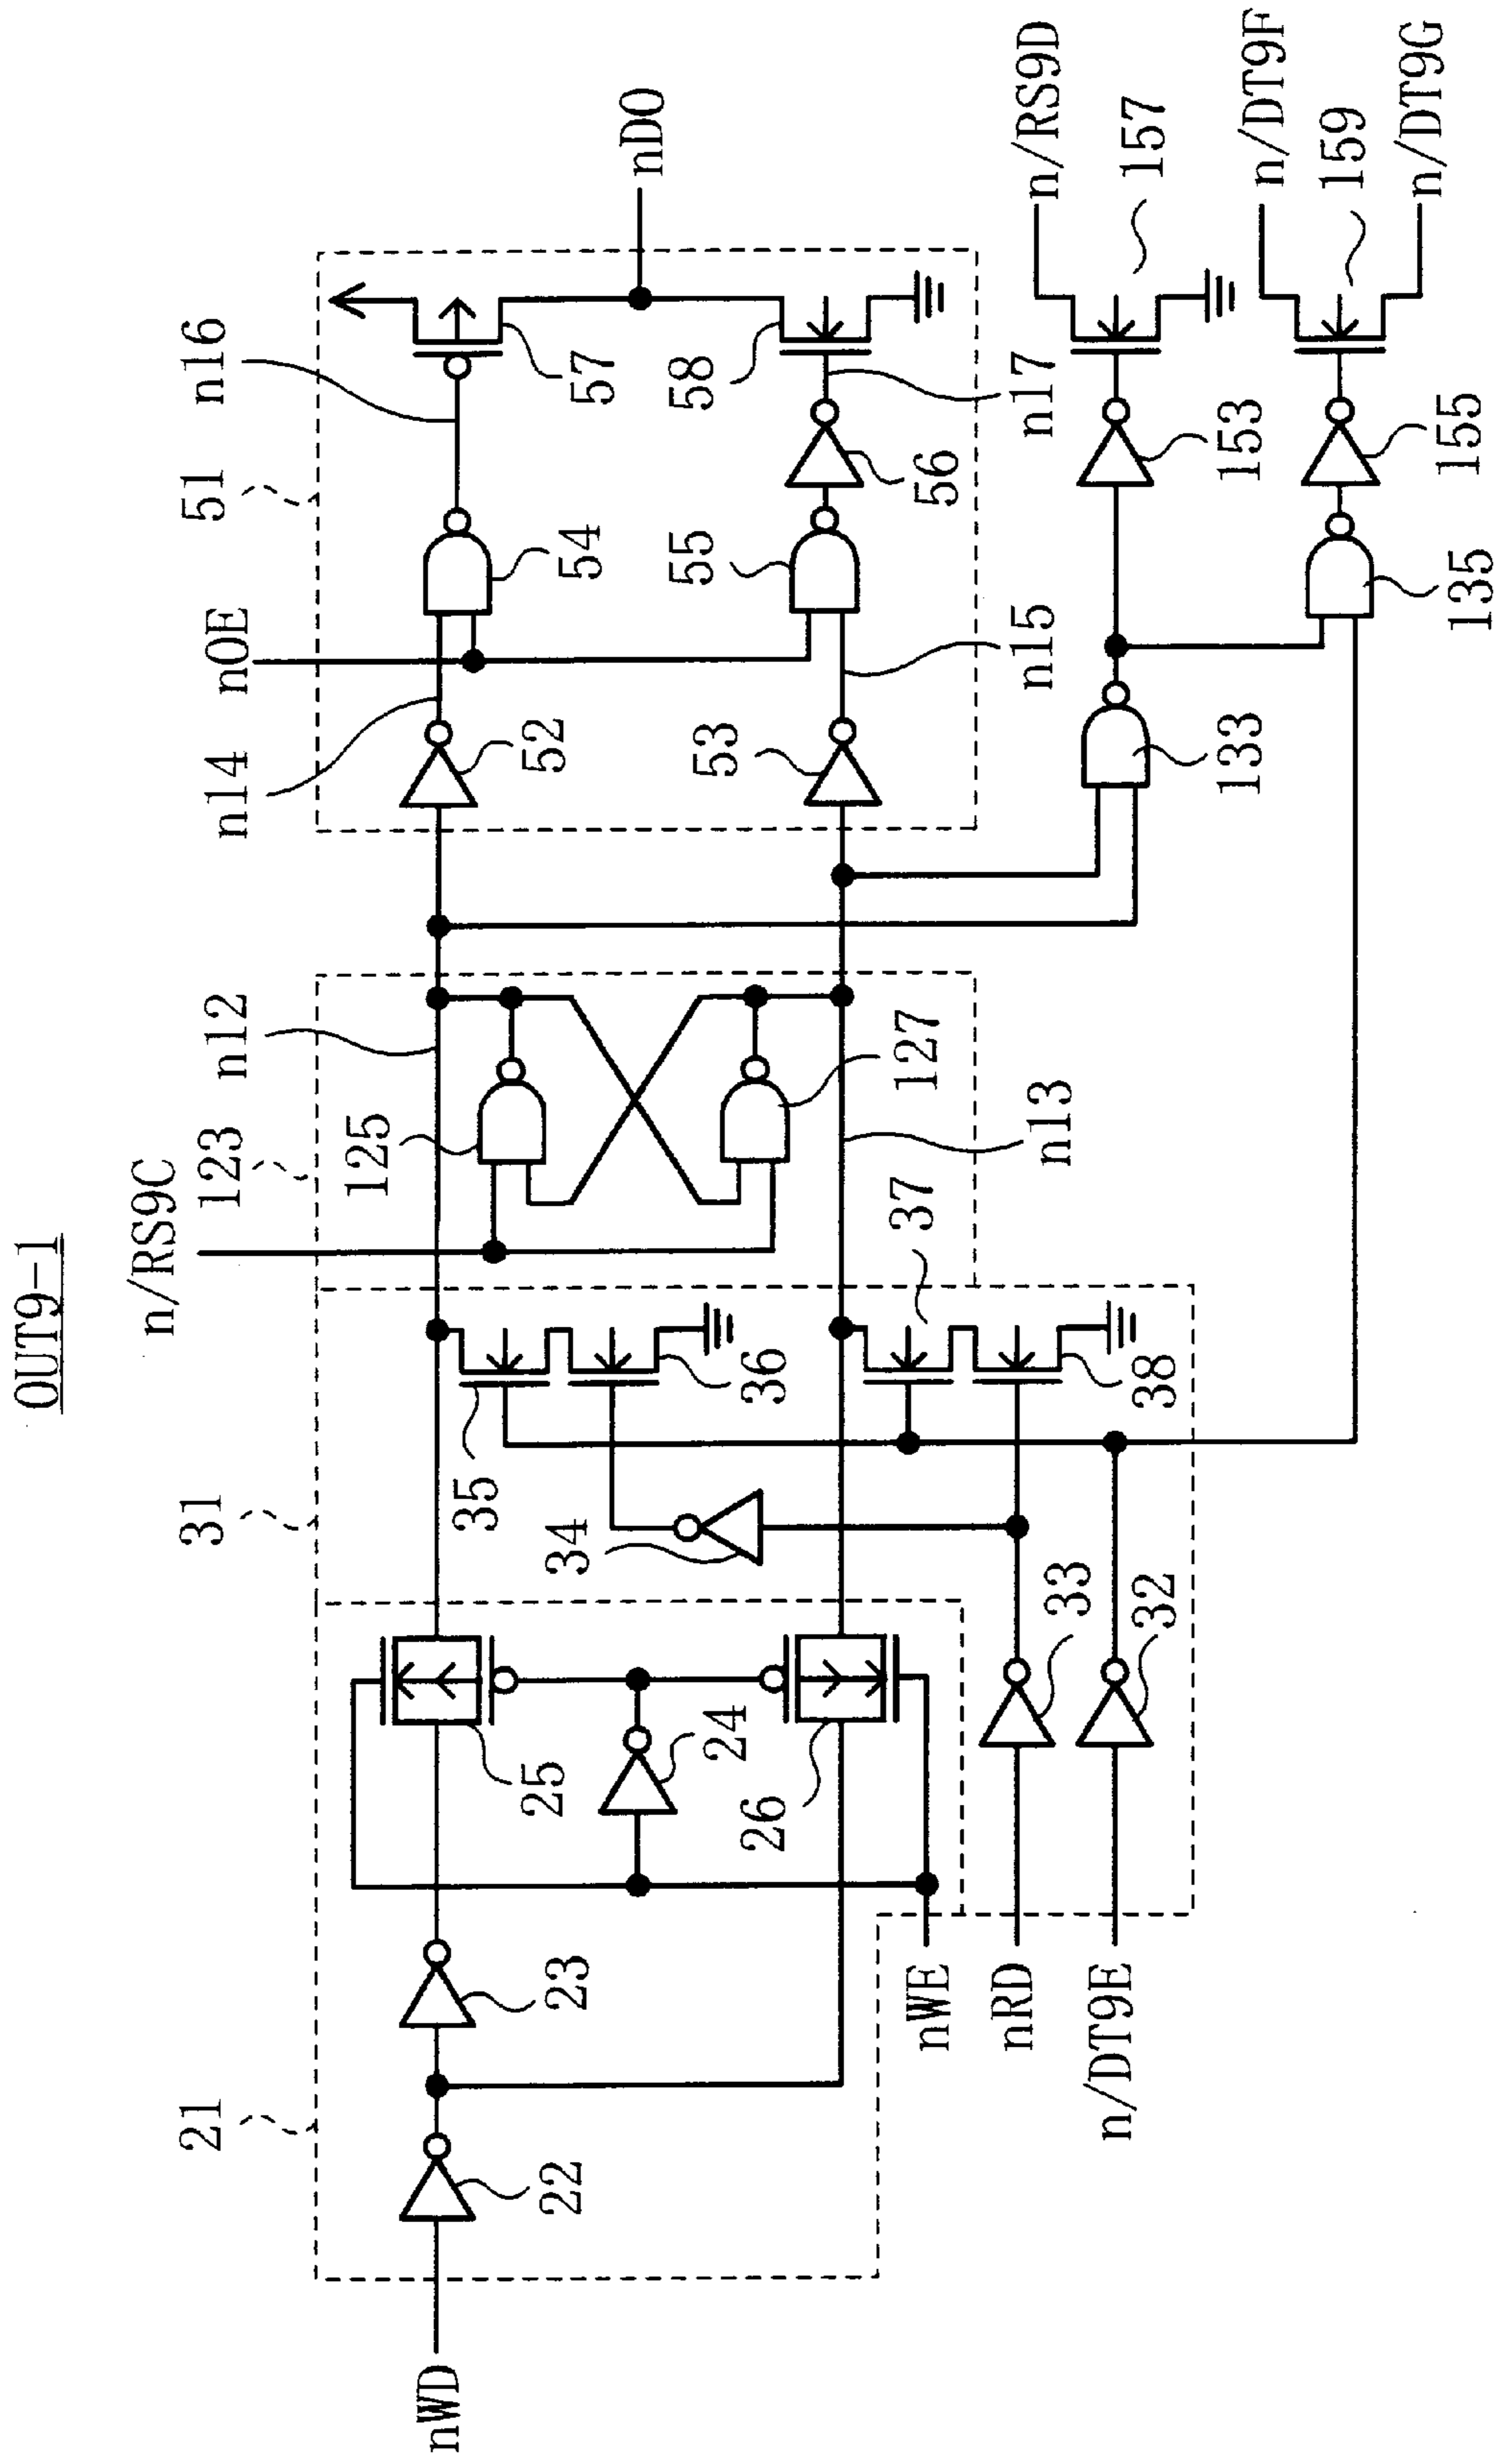 OUT9-1
n/RS9C
21
31
123
n12
n14
nOE
51
n16
125
35
34
36
127
37
n13
38
52
53
54
55
56
57
58
n15
n17
nDO
22
23
24
25
26
33
32
nWD
nWE
nRD
n/DT9E
133
135
153
155
157
159
n/RS9D
n/DT9F
n/DT9G